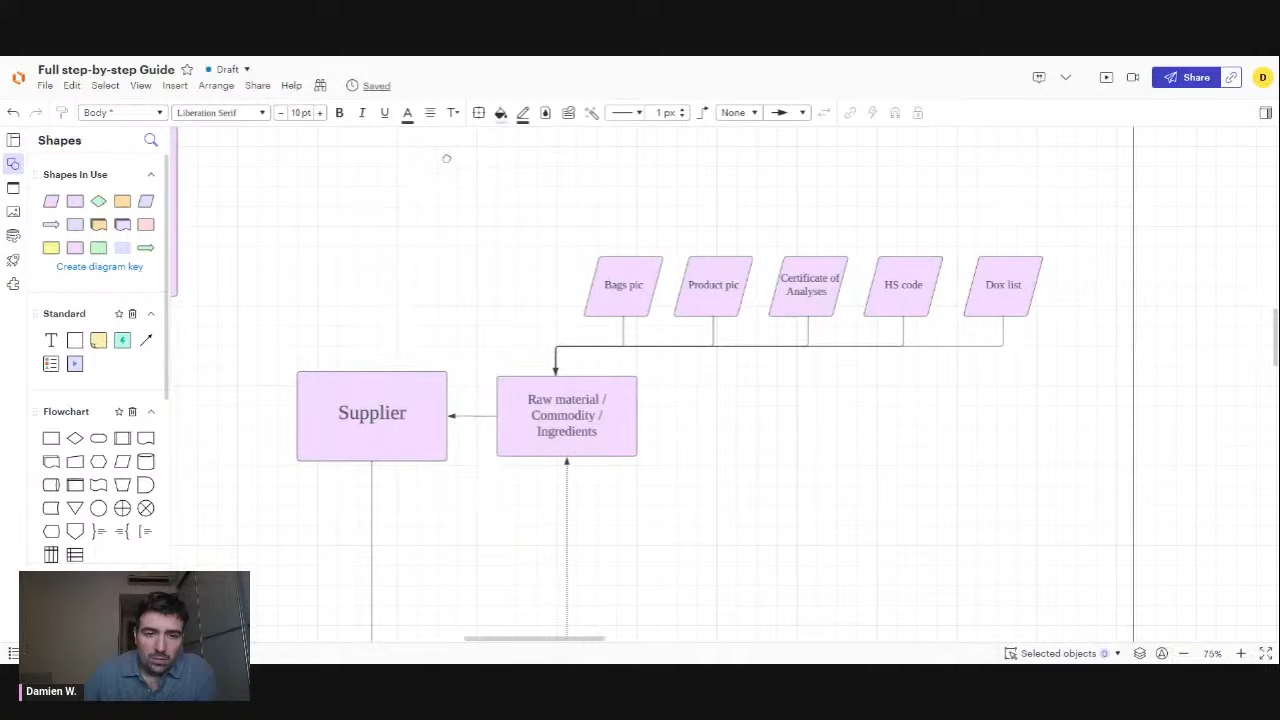 Full step-by-step Guide
Draft
File Edit Select View Insert Arrange Share Help
Saved
Share
D
Body *
Liberation Serif
- 10 pt +
B I U A T
1 px
None
Shapes
Shapes In Use
Create diagram key
Standard
T
Flowchart
Bags pic
Product pic
Certificate of
Analyses
HS code
Dox list
Supplier
Raw material /
Commodity /
Ingredients
Damien W.
Selected objects 0
75%